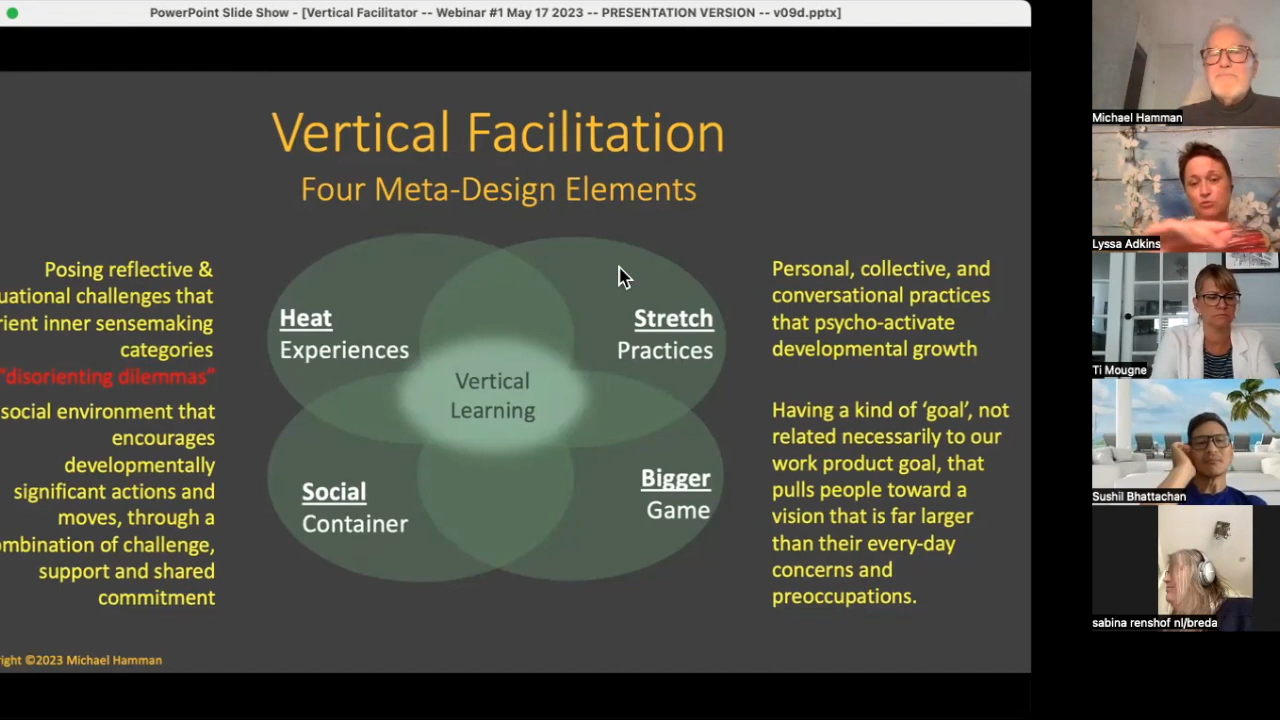 PowerPoint Slide Show - [Vertical Facilitator -- Webinar #1 May 17 2023 -- PRESENTATION VERSION -- v09d.pptx]
Vertical Facilitation
Four Meta-Design Elements
Posing reflective &
challenges that
inner sensemaking
categories
"disorienting dilemmas"
social environment that
encourages
developmentally
significant actions and
moves, through a
of challenge,
support and shared
commitment
Heat
Experiences
Stretch
Practices
Vertical
Learning
Social
Container
Bigger
Game
Personal, collective, and
conversational practices
that psycho-activate
developmental growth
Having a kind of ‘goal’, not
related necessarily to our
work product goal, that
pulls people toward a
vision that is far larger
than their every-day
concerns and
preoccupations.
©2023 Michael Hamman
Michael Hamman
Lyssa Adkins
Ti Mougne
Sushil Bhattachan
sabina renshof nl/breda